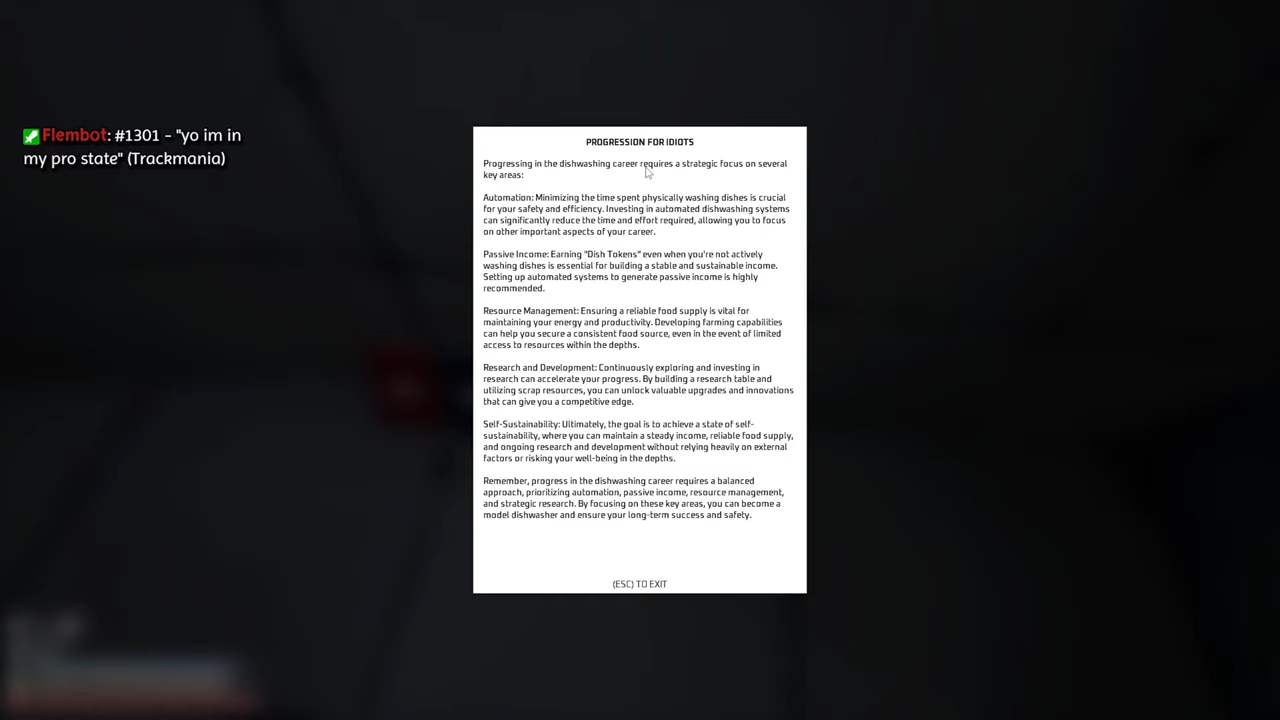 Flembot: #1301 - "yo im in
my pro state" (Trackmania)
PROGRESSION FOR IDIOTS
Progressing in the dishwashing career requires a strategic focus on several
key areas:
Automation: Minimizing the time spent physically washing dishes is crucial
for your safety and efficiency. Investing in automated dishwashing systems
can significantly reduce the time and effort required, allowing you to focus
on other important aspects of your career.
Passive Income: Earning "Dish Tokens" even when you're not actively
washing dishes is essential for building a stable and sustainable income.
Setting up automated systems to generate passive income is highly
recommended.
Resource Management: Ensuring a reliable food supply is vital for
maintaining your energy and productivity. Developing farming capabilities
can help you secure a consistent food source, even in the event of limited
access to resources within the depths.
Research and Development: Continuously exploring and investing in
research can accelerate your progress. By building a research table and
utilizing scrap resources, you can unlock valuable upgrades and innovations
that can give you a competitive edge.
Self-Sustainability: Ultimately, the goal is to achieve a state of self-
sustainability, where you can maintain a steady income, reliable food supply,
and ongoing research and development without relying heavily on external
factors or risking your well-being in the depths.
Remember, progress in the dishwashing career requires a balanced
approach, prioritizing automation, passive income, resource management,
and strategic research. By focusing on these key areas, you can become a
model dishwasher and ensure your long-term success and safety.
(ESC) TO EXIT